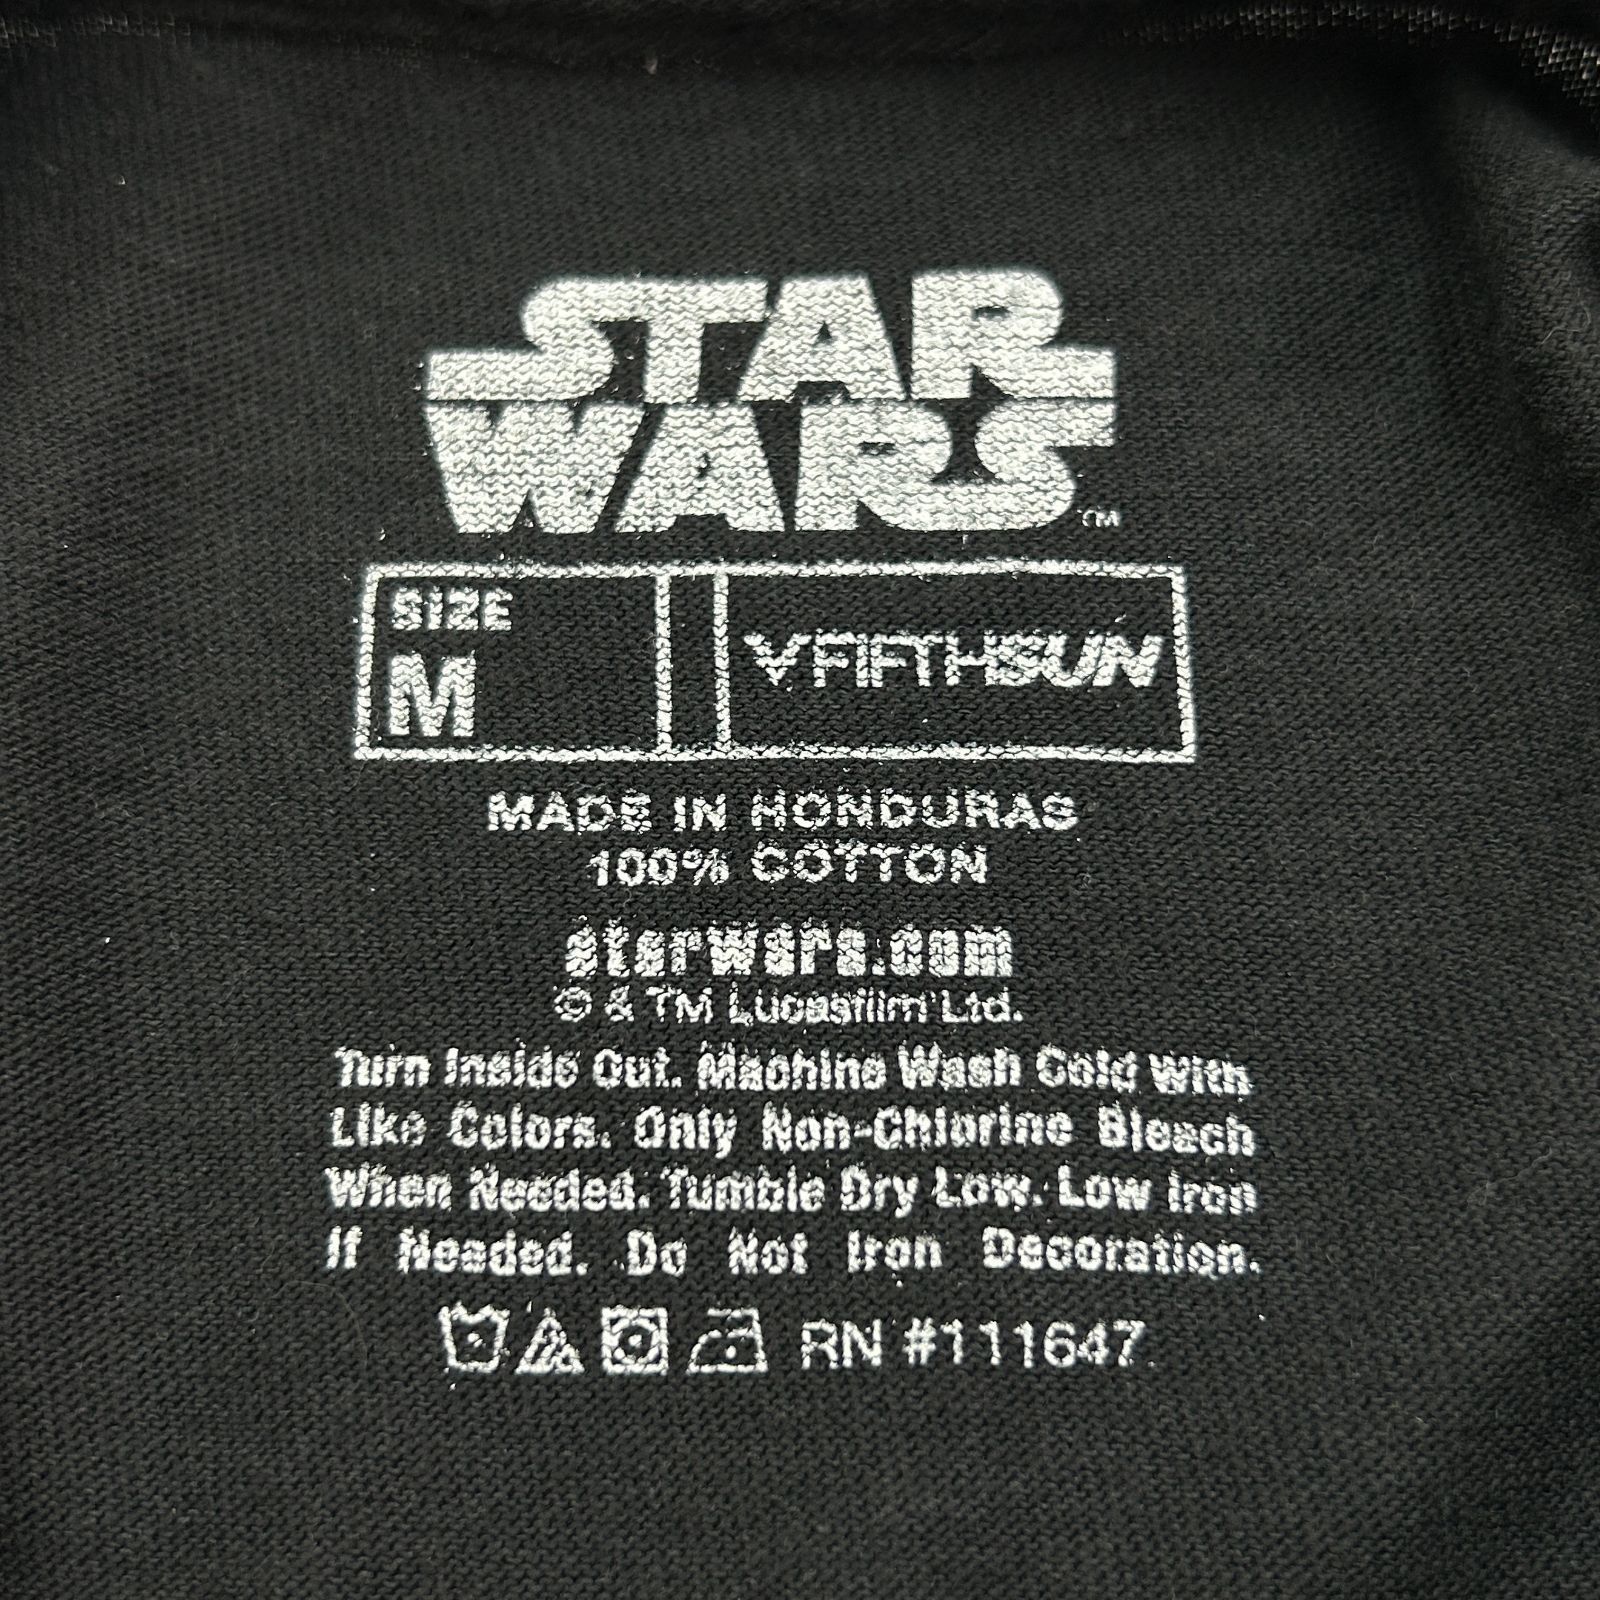 STAR
WARS™
SIZE
M
FIFTHSUN
MADE IN HONDURAS
100% COTTON
starwars.com
© & TM Lucasfilm Ltd.
Turn Inside Out. Machine Wash Cold With
Like Colors. Only Non-Chlorine Bleach
When Needed. Tumble Dry Low. Low Iron
If Needed. Do Not Iron Decoration.
RN #111647